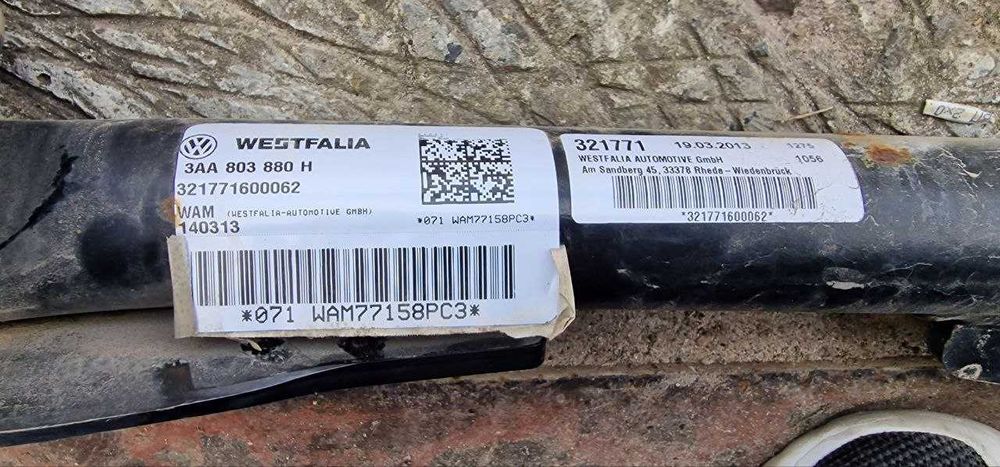 WESTFALIA
3AA 803 880 H
321771600062
WAM (WESTFALIA-AUTOMOTIVE GMBH)
140313
*071 WAM77158PC3*
*071 WAM77158PC3*
321771 19.03.2013 1275
WESTFALIA AUTOMOTIVE GmbH 1056
Am Sandberg 45, 33378 Rheda-Wiedenbrück
*321771600062*